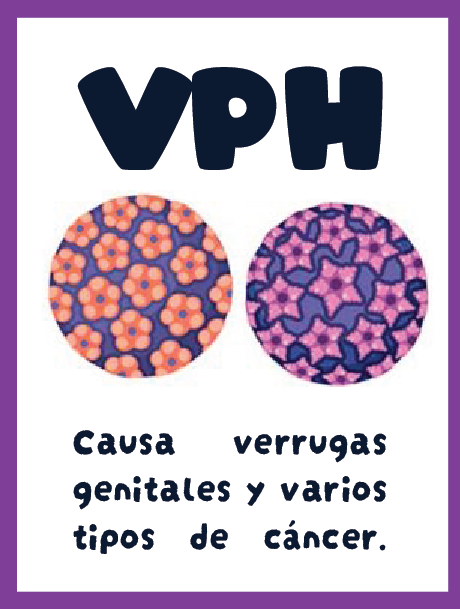 VPH
Causa verrugas
genitales y varios
tipos de cáncer.